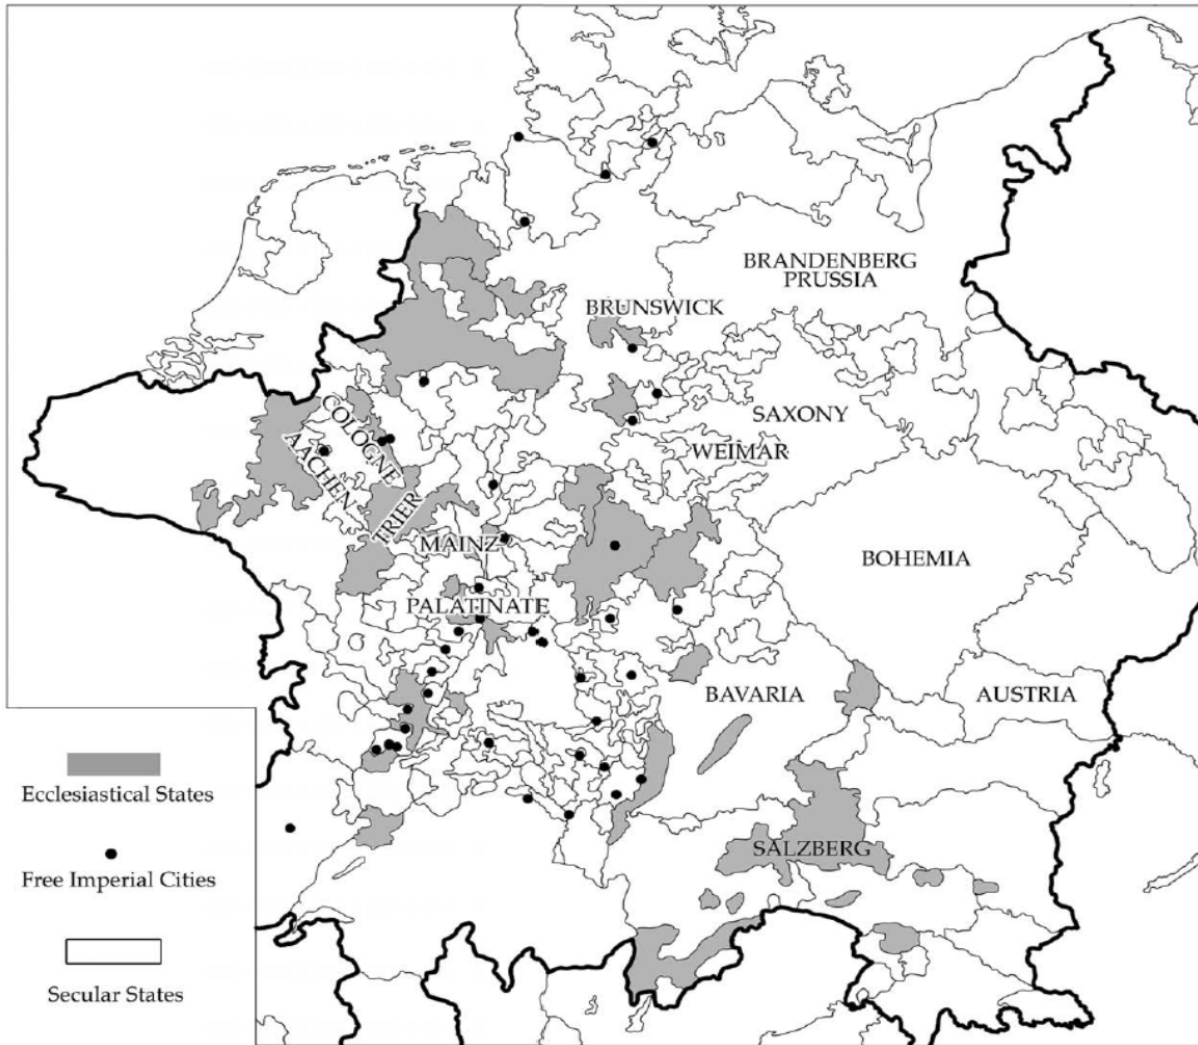 BRANDENBERG
PRUSSIA
BRUNSWICK
COLOGNE
SAXONY
AACHEN
WEIMAR
TRIER
MAINZ
BOHEMIA
PALATINATE
BAVARIA
AUSTRIA
SALZBERG
Ecclesiastical States
Free Imperial Cities
Secular States